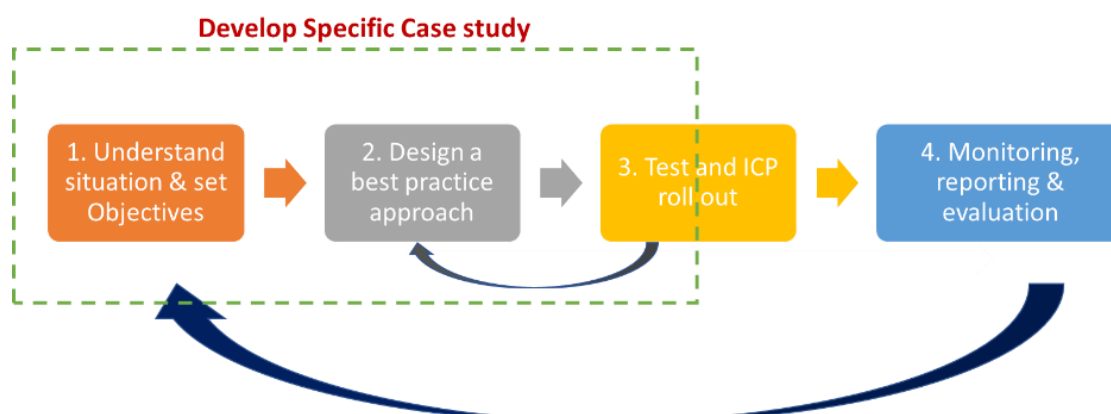 Develop Specific Case study
1. Understand
situation & set
Objectives
2. Design a
best practice
approach
3. Test and ICP
roll out
4. Monitoring,
reporting &
evaluation